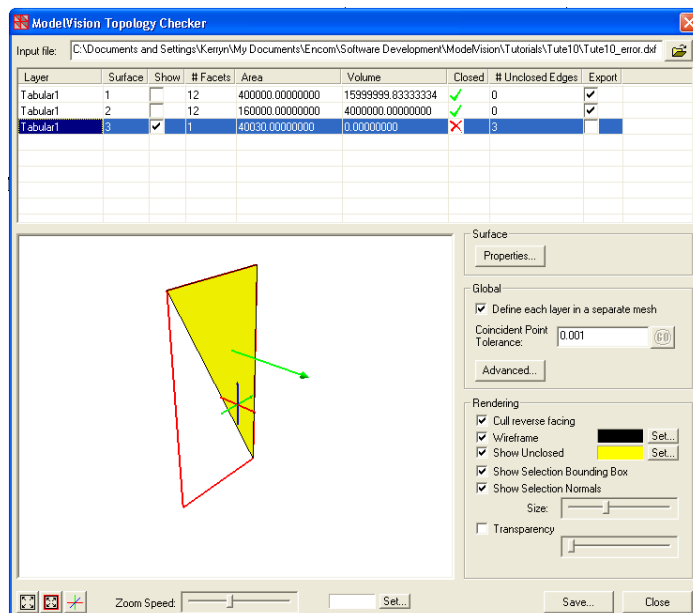 ModelVision Topology Checker
Input file: C:\Documents and Settings\Kerryn\My Documents\Encom\Software Development\ModelVision\Tutorials\Tute10\Tute10_error.dxf
Layer Surface Show # Facets Area Volume Closed # Unclosed Edges Export
Tabular1 1 12 400000.00000000 15999999.83333334 0
Tabular1 2 12 160000.00000000 4000000.00000000 0
Tabular1 3 1 40030.00000000 0.00000000 3
Surface
Properties...
Global
Define each layer in a separate mesh
Coincident Point
Tolerance: 0.001 GO
Advanced...
Rendering
Cull reverse facing
Wireframe Set...
Show Unclosed Set...
Show Selection Bounding Box
Show Selection Normals
Size:
Transparency
Zoom Speed: Set... Save... Close